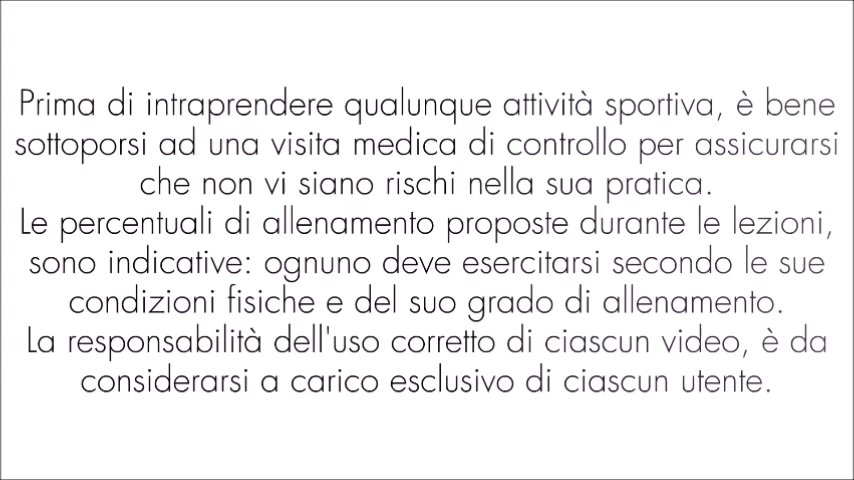 Prima di intraprendere qualunque attività sportiva, è bene
sottoporsi ad una visita medica di controllo per assicurarsi
che non vi siano rischi nella sua pratica.
Le percentuali di allenamento proposte durante le lezioni,
sono indicative: ognuno deve esercitarsi secondo le sue
condizioni fisiche e del suo grado di allenamento.
La responsabilità dell'uso corretto di ciascun video, è da
considerarsi a carico esclusivo di ciascun utente.